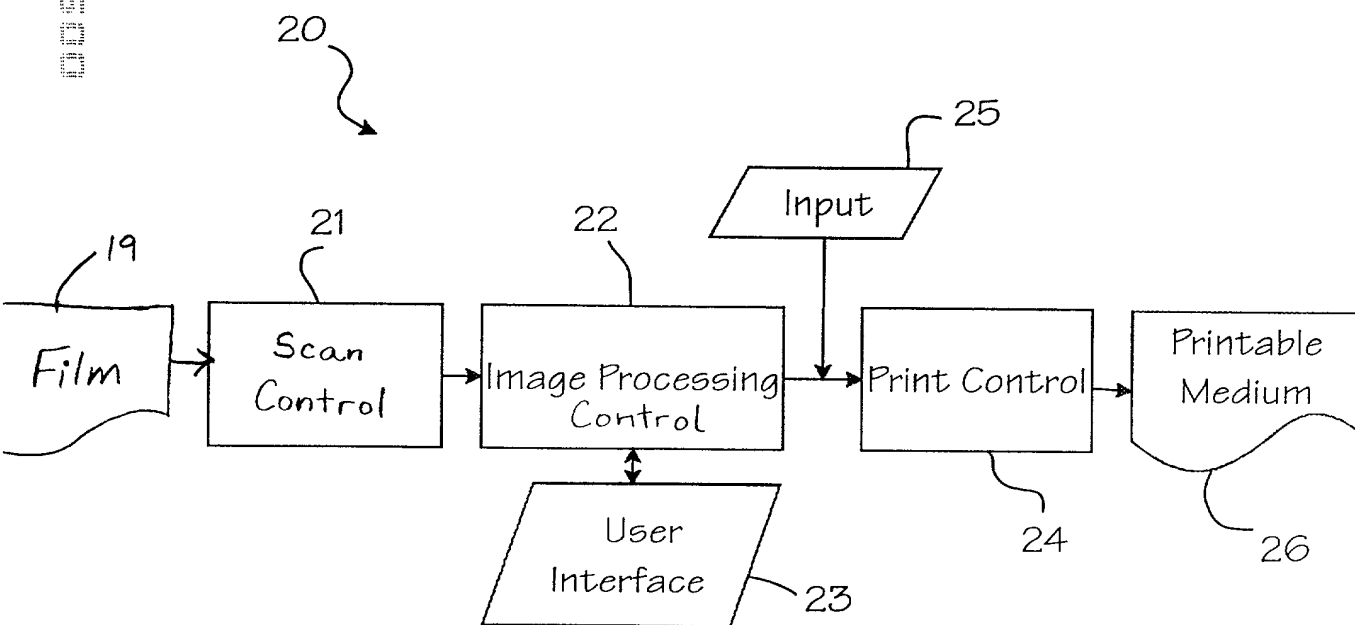 20
25
Input
21
22
19
Film
Scan
Control
Image Processing
Control
Print Control
Printable
Medium
24
26
User
Interface
23